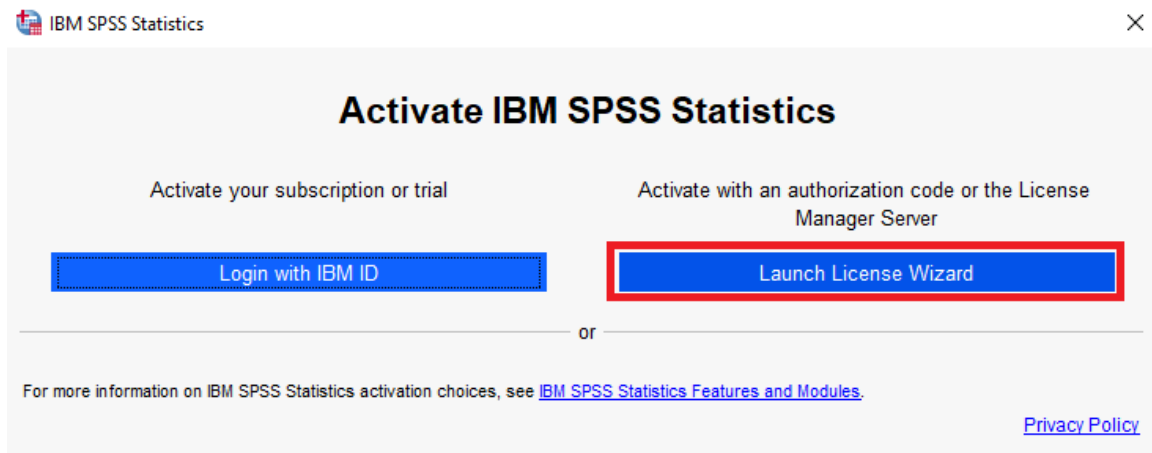 IBM SPSS Statistics
Activate IBM SPSS Statistics
Activate your subscription or trial
Login with IBM ID
Activate with an authorization code or the License
Manager Server
Launch License Wizard
or
For more information on IBM SPSS Statistics activation choices, see IBM SPSS Statistics Features and Modules.
Privacy Policy